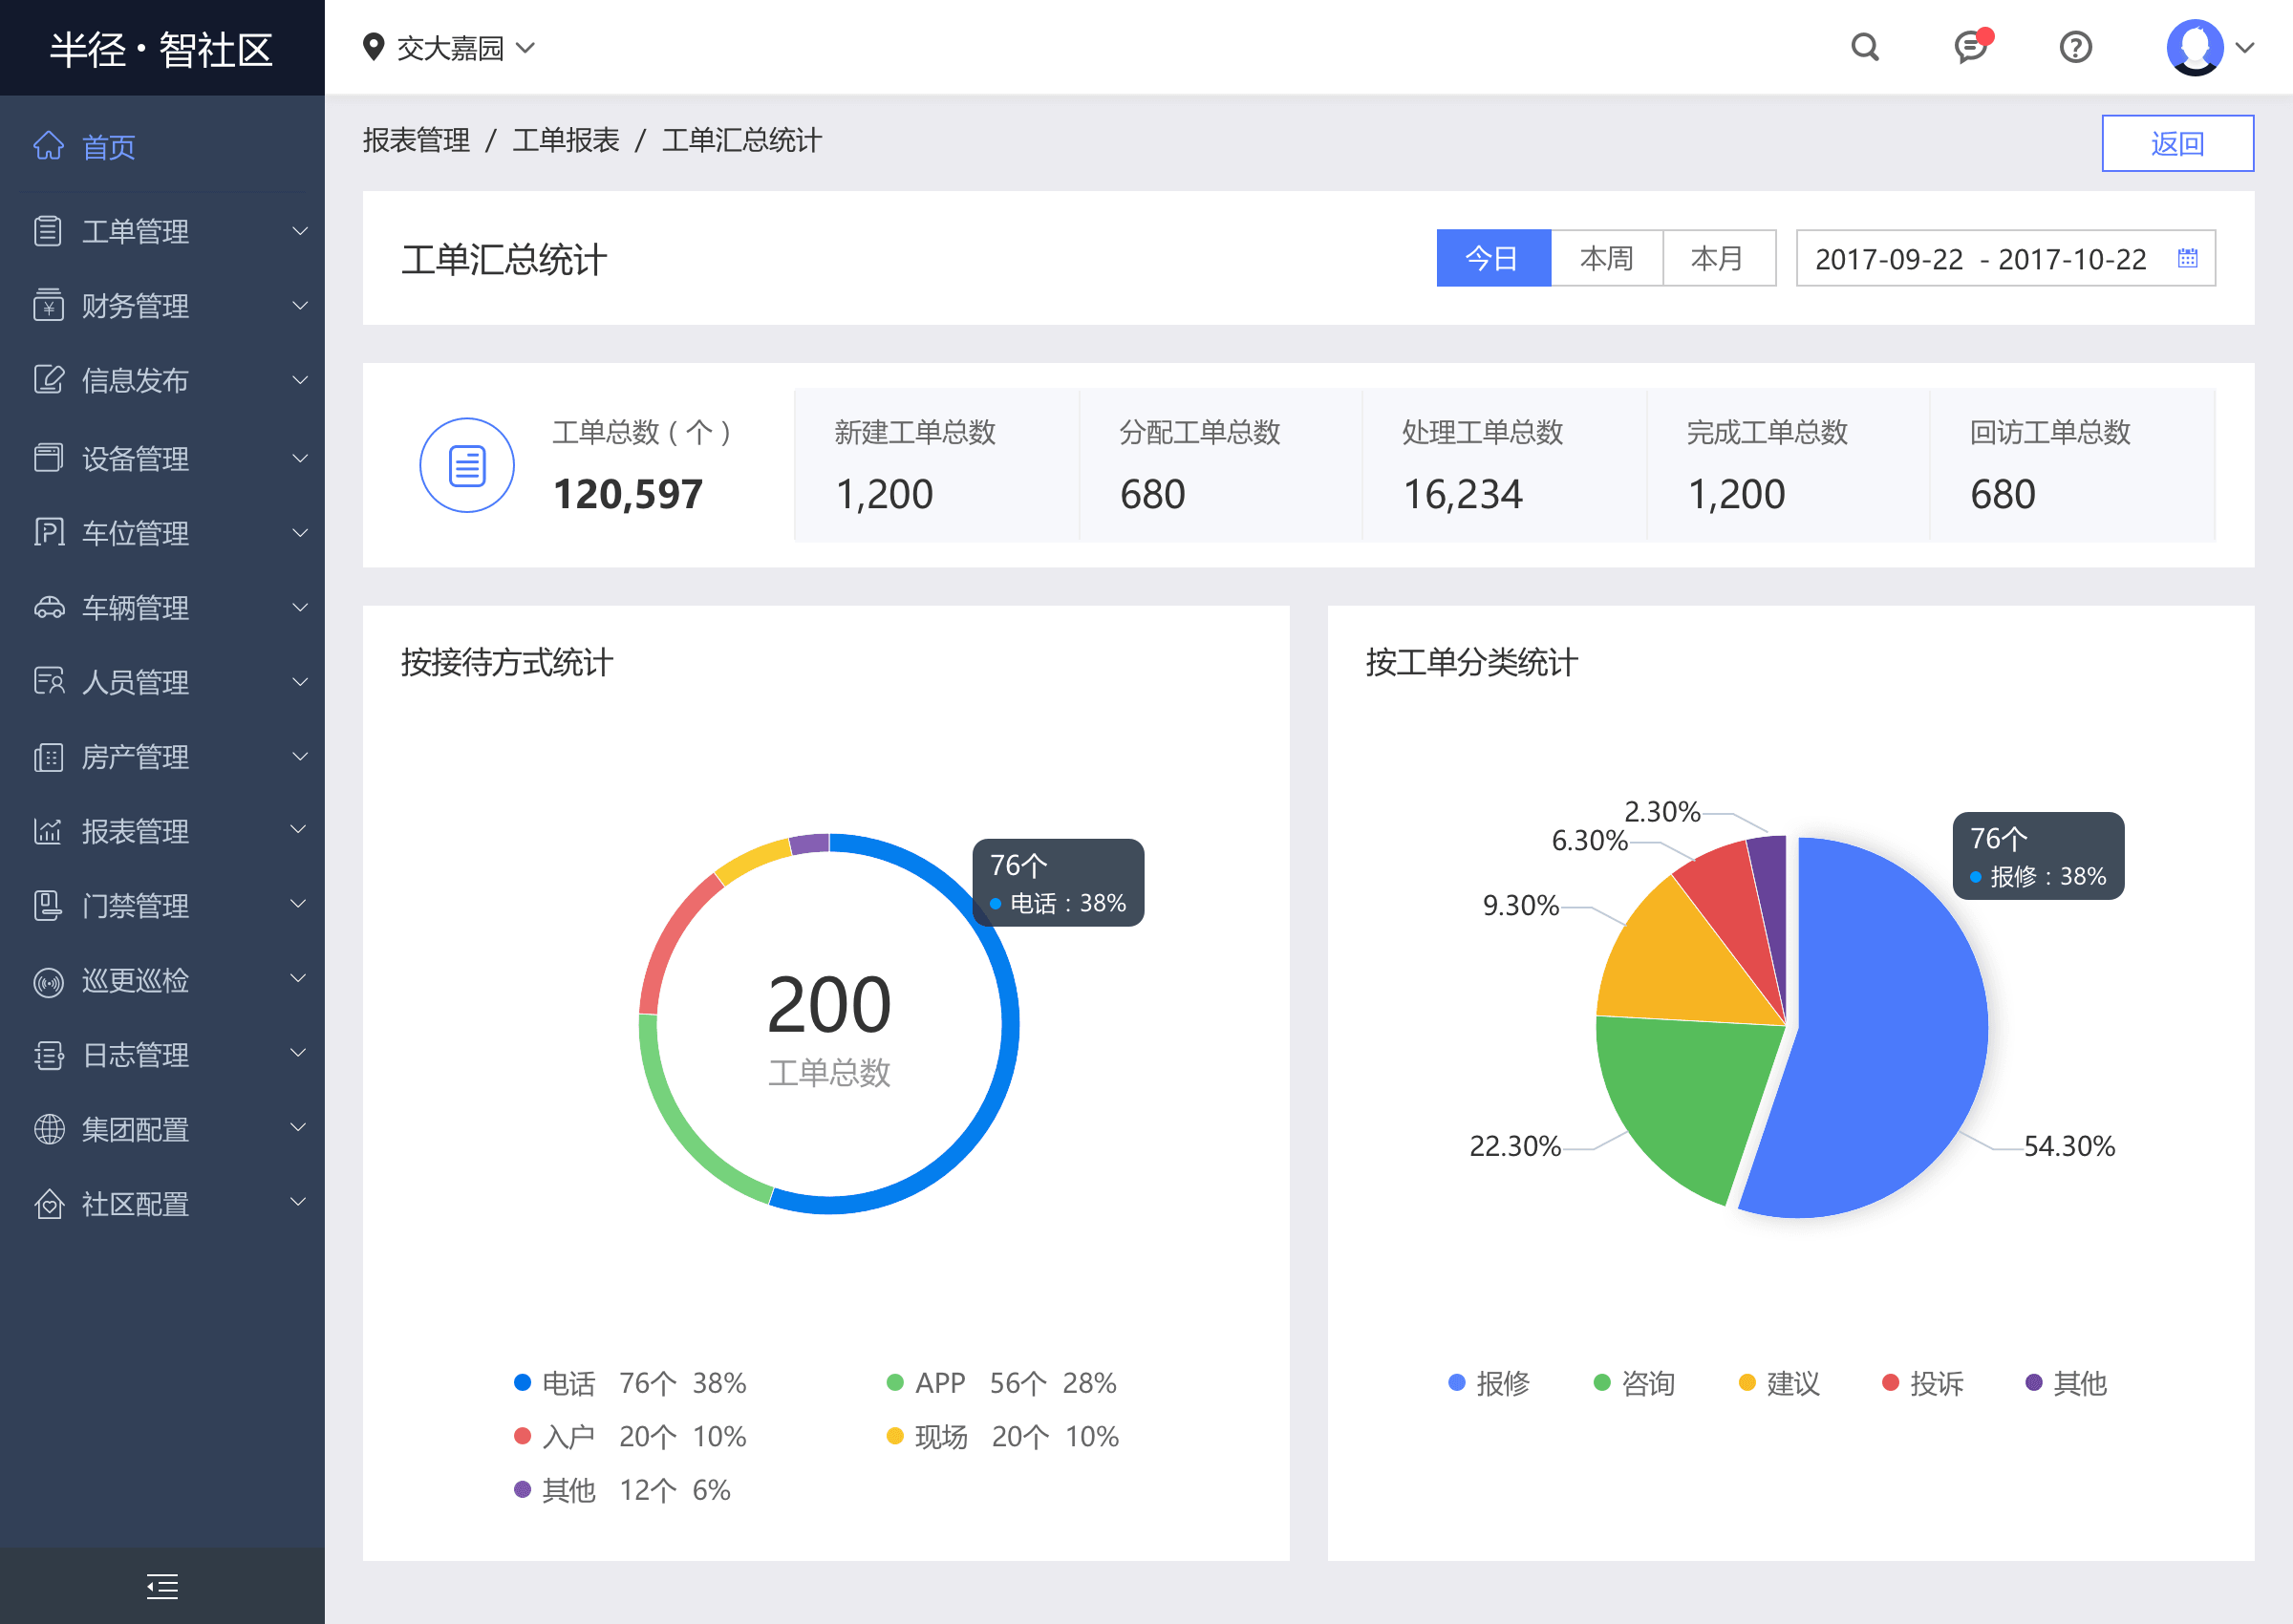 半径·智社区
交大嘉园
首页
工单管理
财务管理
信息发布
设备管理
车位管理
车辆管理
人员管理
房产管理
报表管理
门禁管理
巡更巡检
日志管理
集团配置
社区配置
报表管理 / 工单报表 / 工单汇总统计
返回
工单汇总统计
今日 本周 本月 2017-09-22 - 2017-10-22
工单总数(个) 新建工单总数 分配工单总数 处理工单总数 完成工单总数 回访工单总数
120,597 1,200 680 16,234 1,200 680
按接待方式统计
76个
电话:38%
200
工单总数
电话 76个 38% APP 56个 28%
入户 20个 10% 现场 20个 10%
其他 12个 6%
按工单分类统计
2.30%
6.30%
9.30%
22.30%
54.30%
76个
报修:38%
报修 咨询 建议 投诉 其他